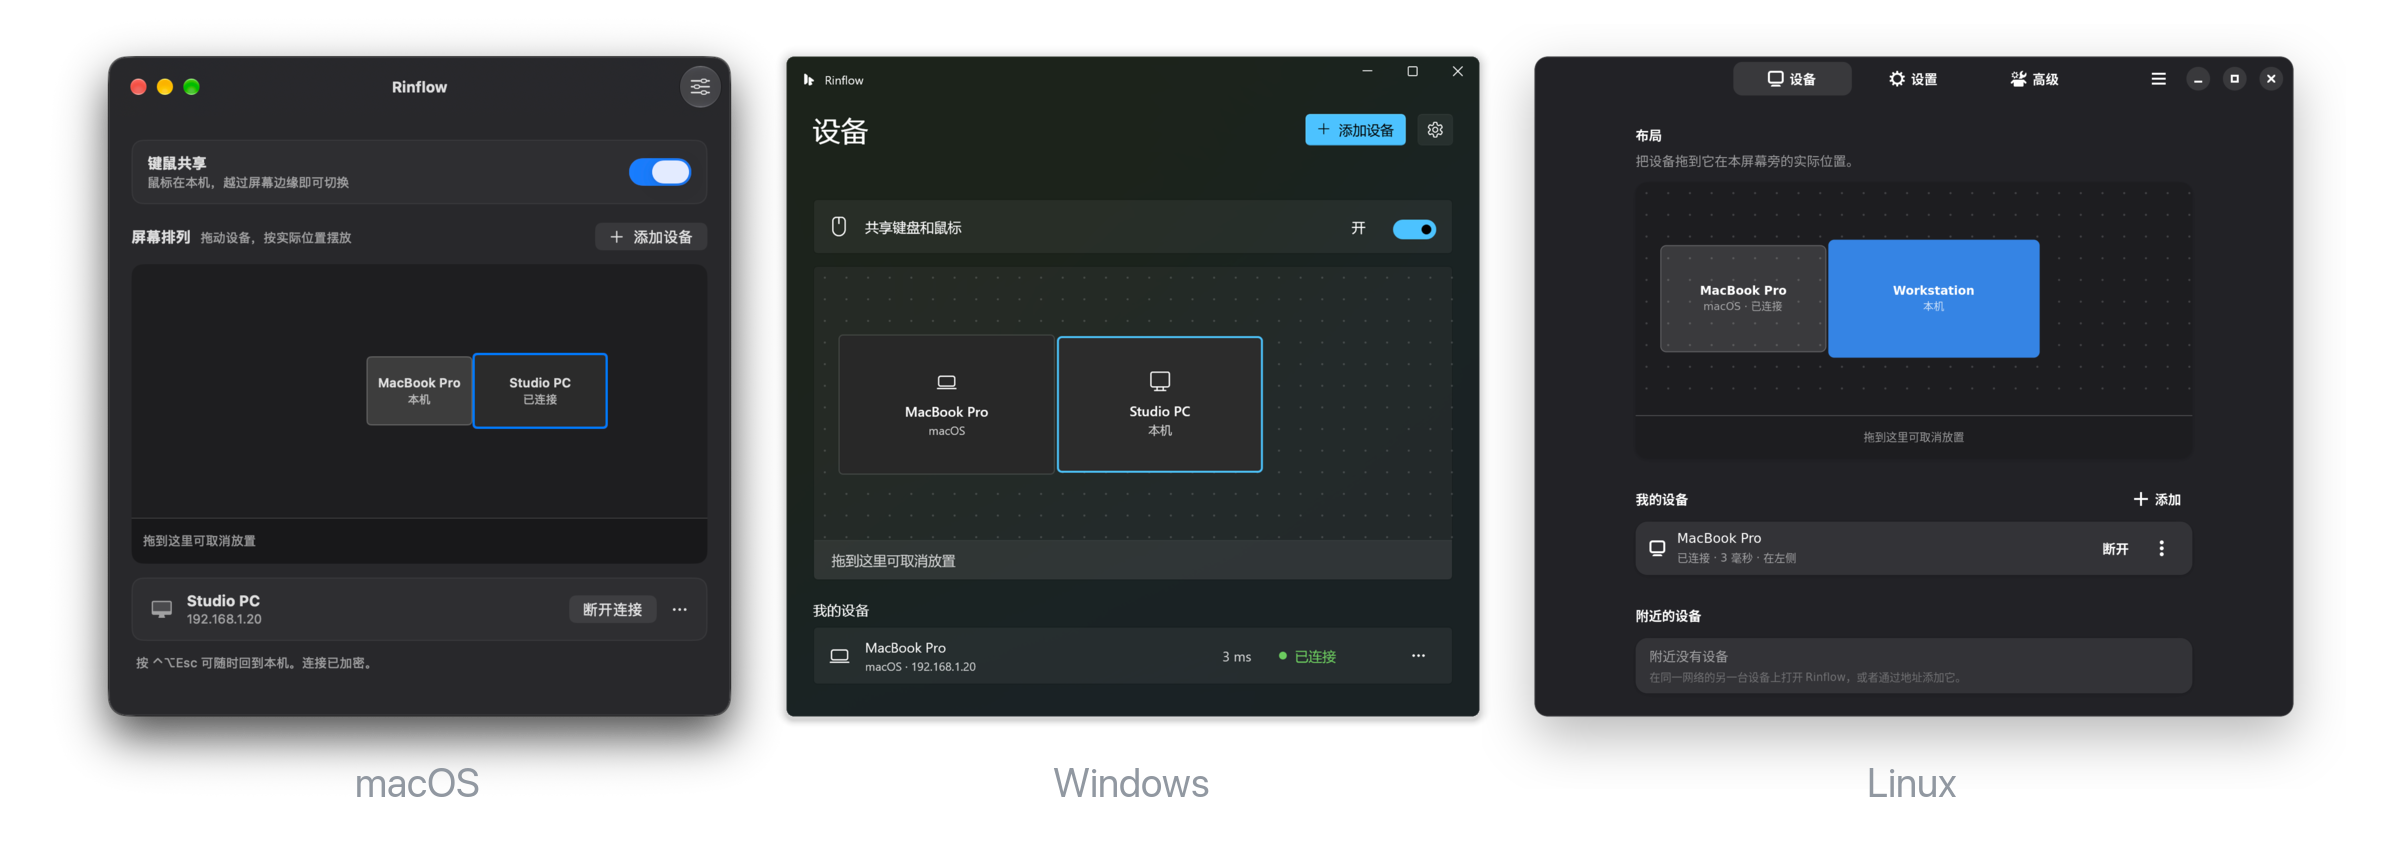 Rinflow
键鼠共享
鼠标在本机，越过屏幕边缘即可切换
屏幕排列 拖动设备，按实际位置摆放
添加设备
MacBook Pro
本机
Studio PC
已连接
拖到这里可取消放置
Studio PC
192.168.1.20
断开连接
按 ^⌥Esc 可随时回到本机。连接已加密。
macOS
Rinflow
设备
添加设备
共享键盘和鼠标
开
MacBook Pro
macOS
Studio PC
本机
拖到这里可取消放置
我的设备
MacBook Pro
macOS · 192.168.1.20
3 ms
已连接
Windows
设备
设置
高级
布局
把设备拖到它在本屏幕旁的实际位置。
MacBook Pro
macOS · 已连接
Workstation
本机
拖到这里可取消放置
我的设备
添加
MacBook Pro
已连接 · 3 毫秒 · 在左侧
断开
附近的设备
附近没有设备
在同一网络的另一台设备上打开 Rinflow，或者通过地址添加它。
Linux